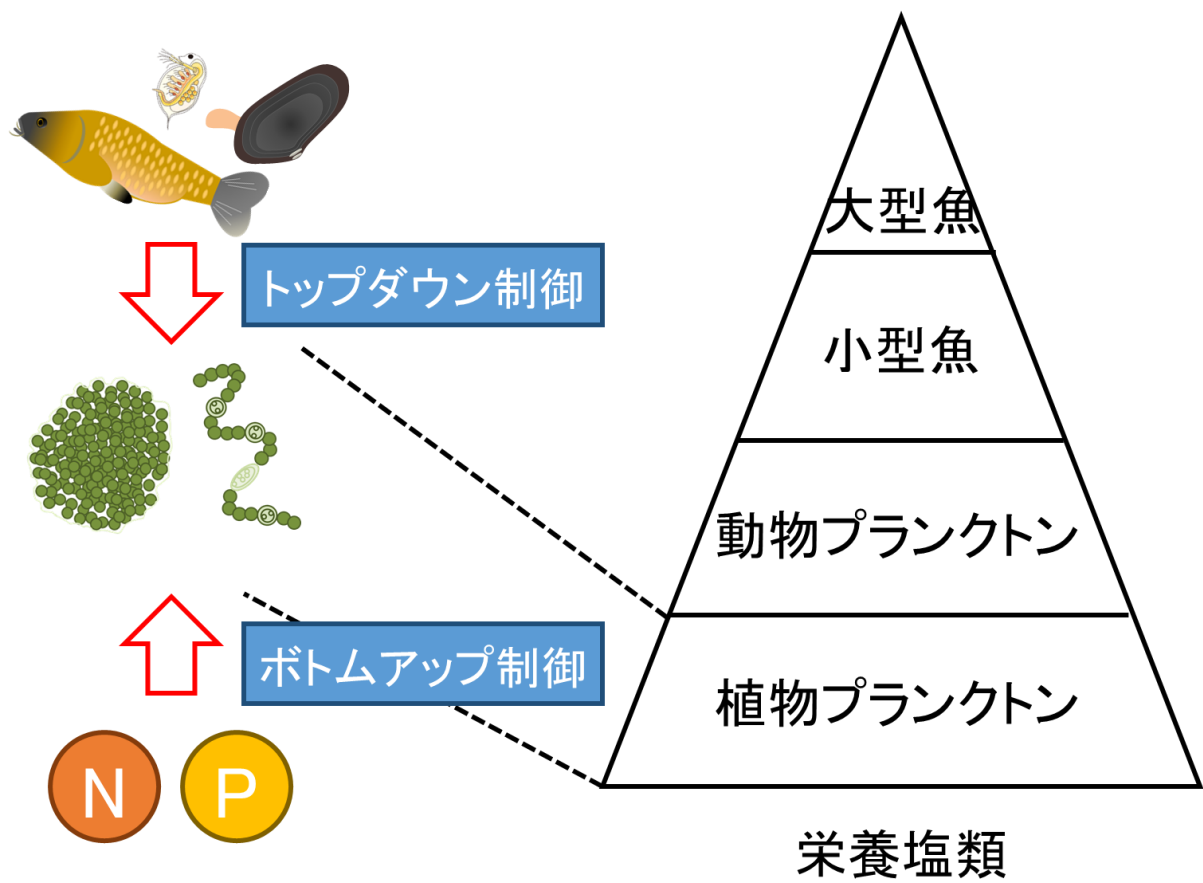 トップダウン制御
ボトムアップ制御
N
P
大型魚
小型魚
動物プランクトン
植物プランクトン
栄養塩類